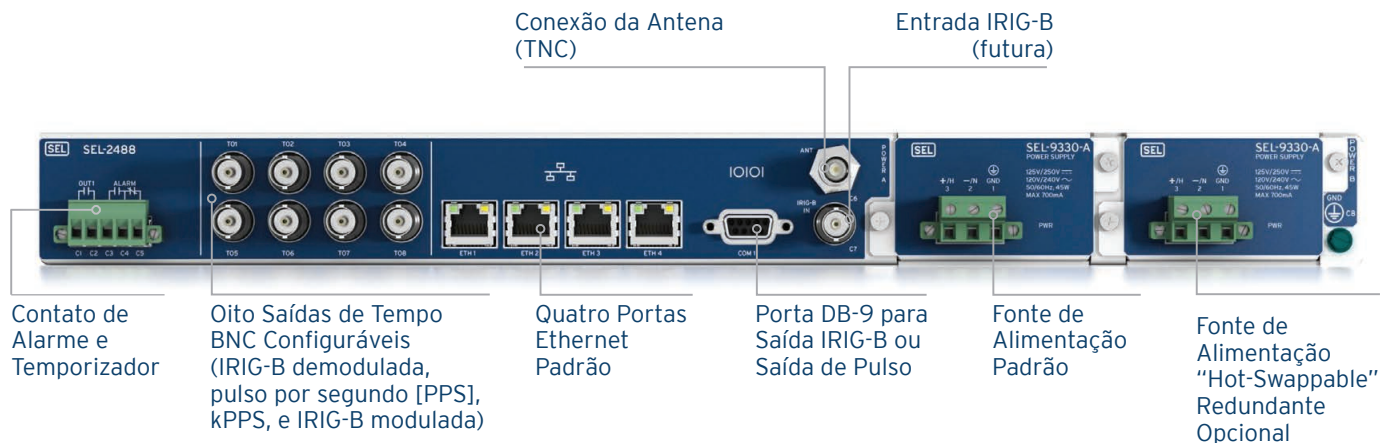 Conexão da Antena
(TNC)
Entrada IRIG-B
(futura)
SEL SEL-2488
OUT1 ALARM
C1 C2 C3 C4 C5
TO1 TO2 TO3 TO4
TO5 TO6 TO7 TO8
ETH 1 ETH 2 ETH 3 ETH 4
IOIOI
COM 1
ANT
C6
IRIG-B
IN
C7
POWER A
SEL SEL-9330-A
POWER SUPPLY
125V/250V
120V/240V
50/60Hz, 45W
MAX 700mA
+/H -/N GND
3 2 1
PWR
SEL SEL-9330-A
POWER SUPPLY
125V/250V
120V/240V
50/60Hz, 45W
MAX 700mA
+/H -/N GND
3 2 1
PWR
POWER B
GND
C8
Contato de
Alarme e
Temporizador
Oito Saídas de Tempo
BNC Configuráveis
(IRIG-B demodulada,
pulso por segundo [PPS],
kPPS, e IRIG-B modulada)
Quatro Portas
Ethernet
Padrão
Porta DB-9 para
Saída IRIG-B ou
Saída de Pulso
Fonte de
Alimentação
Padrão
Fonte de
Alimentação
“Hot-Swappable”
Redundante
Opcional